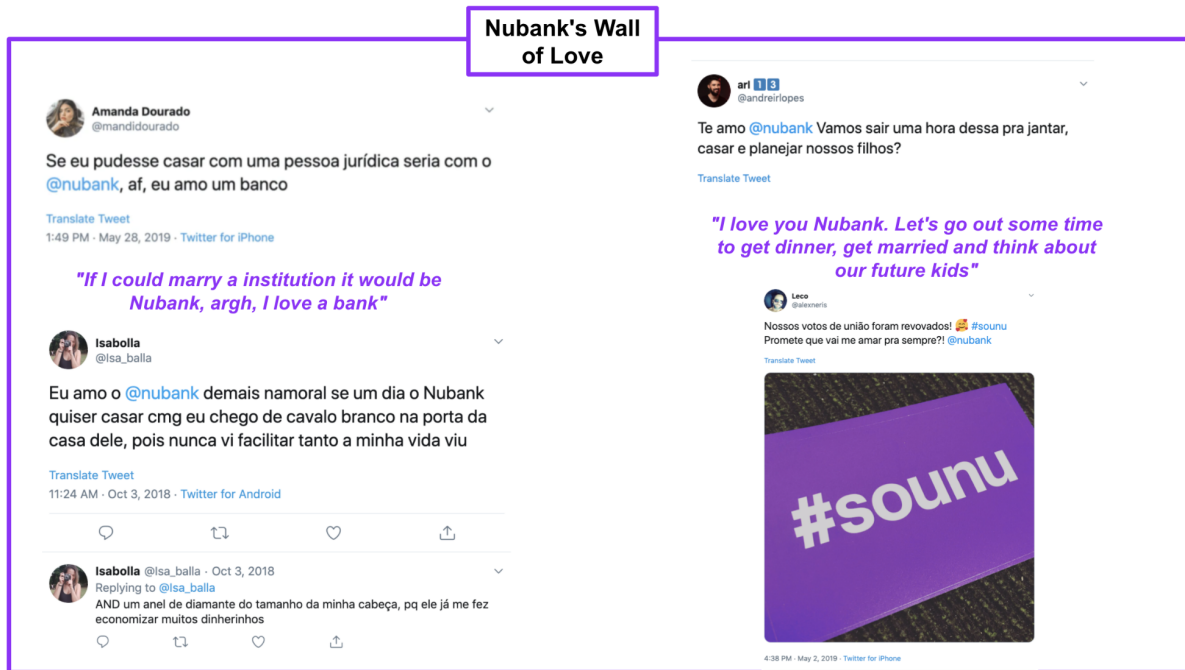 Nubank's Wall
of Love
Amanda Dourado
@mandidourado
Se eu pudesse casar com uma pessoa jurídica seria com o
@nubank, af, eu amo um banco
Translate Tweet
1:49 PM · May 28, 2019 · Twitter for iPhone
"If I could marry a institution it would be
Nubank, argh, I love a bank"
Isabolla
@Isa_balla
Eu amo o @nubank demais namoral se um dia o Nubank
quiser casar cmg eu chego de cavalo branco na porta da
casa dele, pois nunca vi facilitar tanto a minha vida viu
Translate Tweet
11:24 AM · Oct 3, 2018 · Twitter for Android
Isabolla @Isa_balla · Oct 3, 2018
Replying to @Isa_balla
AND um anel de diamante do tamanho da minha cabeça, pq ele já me fez
economizar muitos dinherinhos
arl 1️⃣3️⃣
@andreirlopes
Te amo @nubank Vamos sair uma hora dessa pra jantar,
casar e planejar nossos filhos?
Translate Tweet
"I love you Nubank. Let's go out some time
to get dinner, get married and think about
our future kids"
Leco
@alexneris
Nossos votos de união foram revovados! 🥰 #sounu
Promete que vai me amar pra sempre?! @nubank
Translate Tweet
#sounu
4:38 PM · May 2, 2019 · Twitter for iPhone